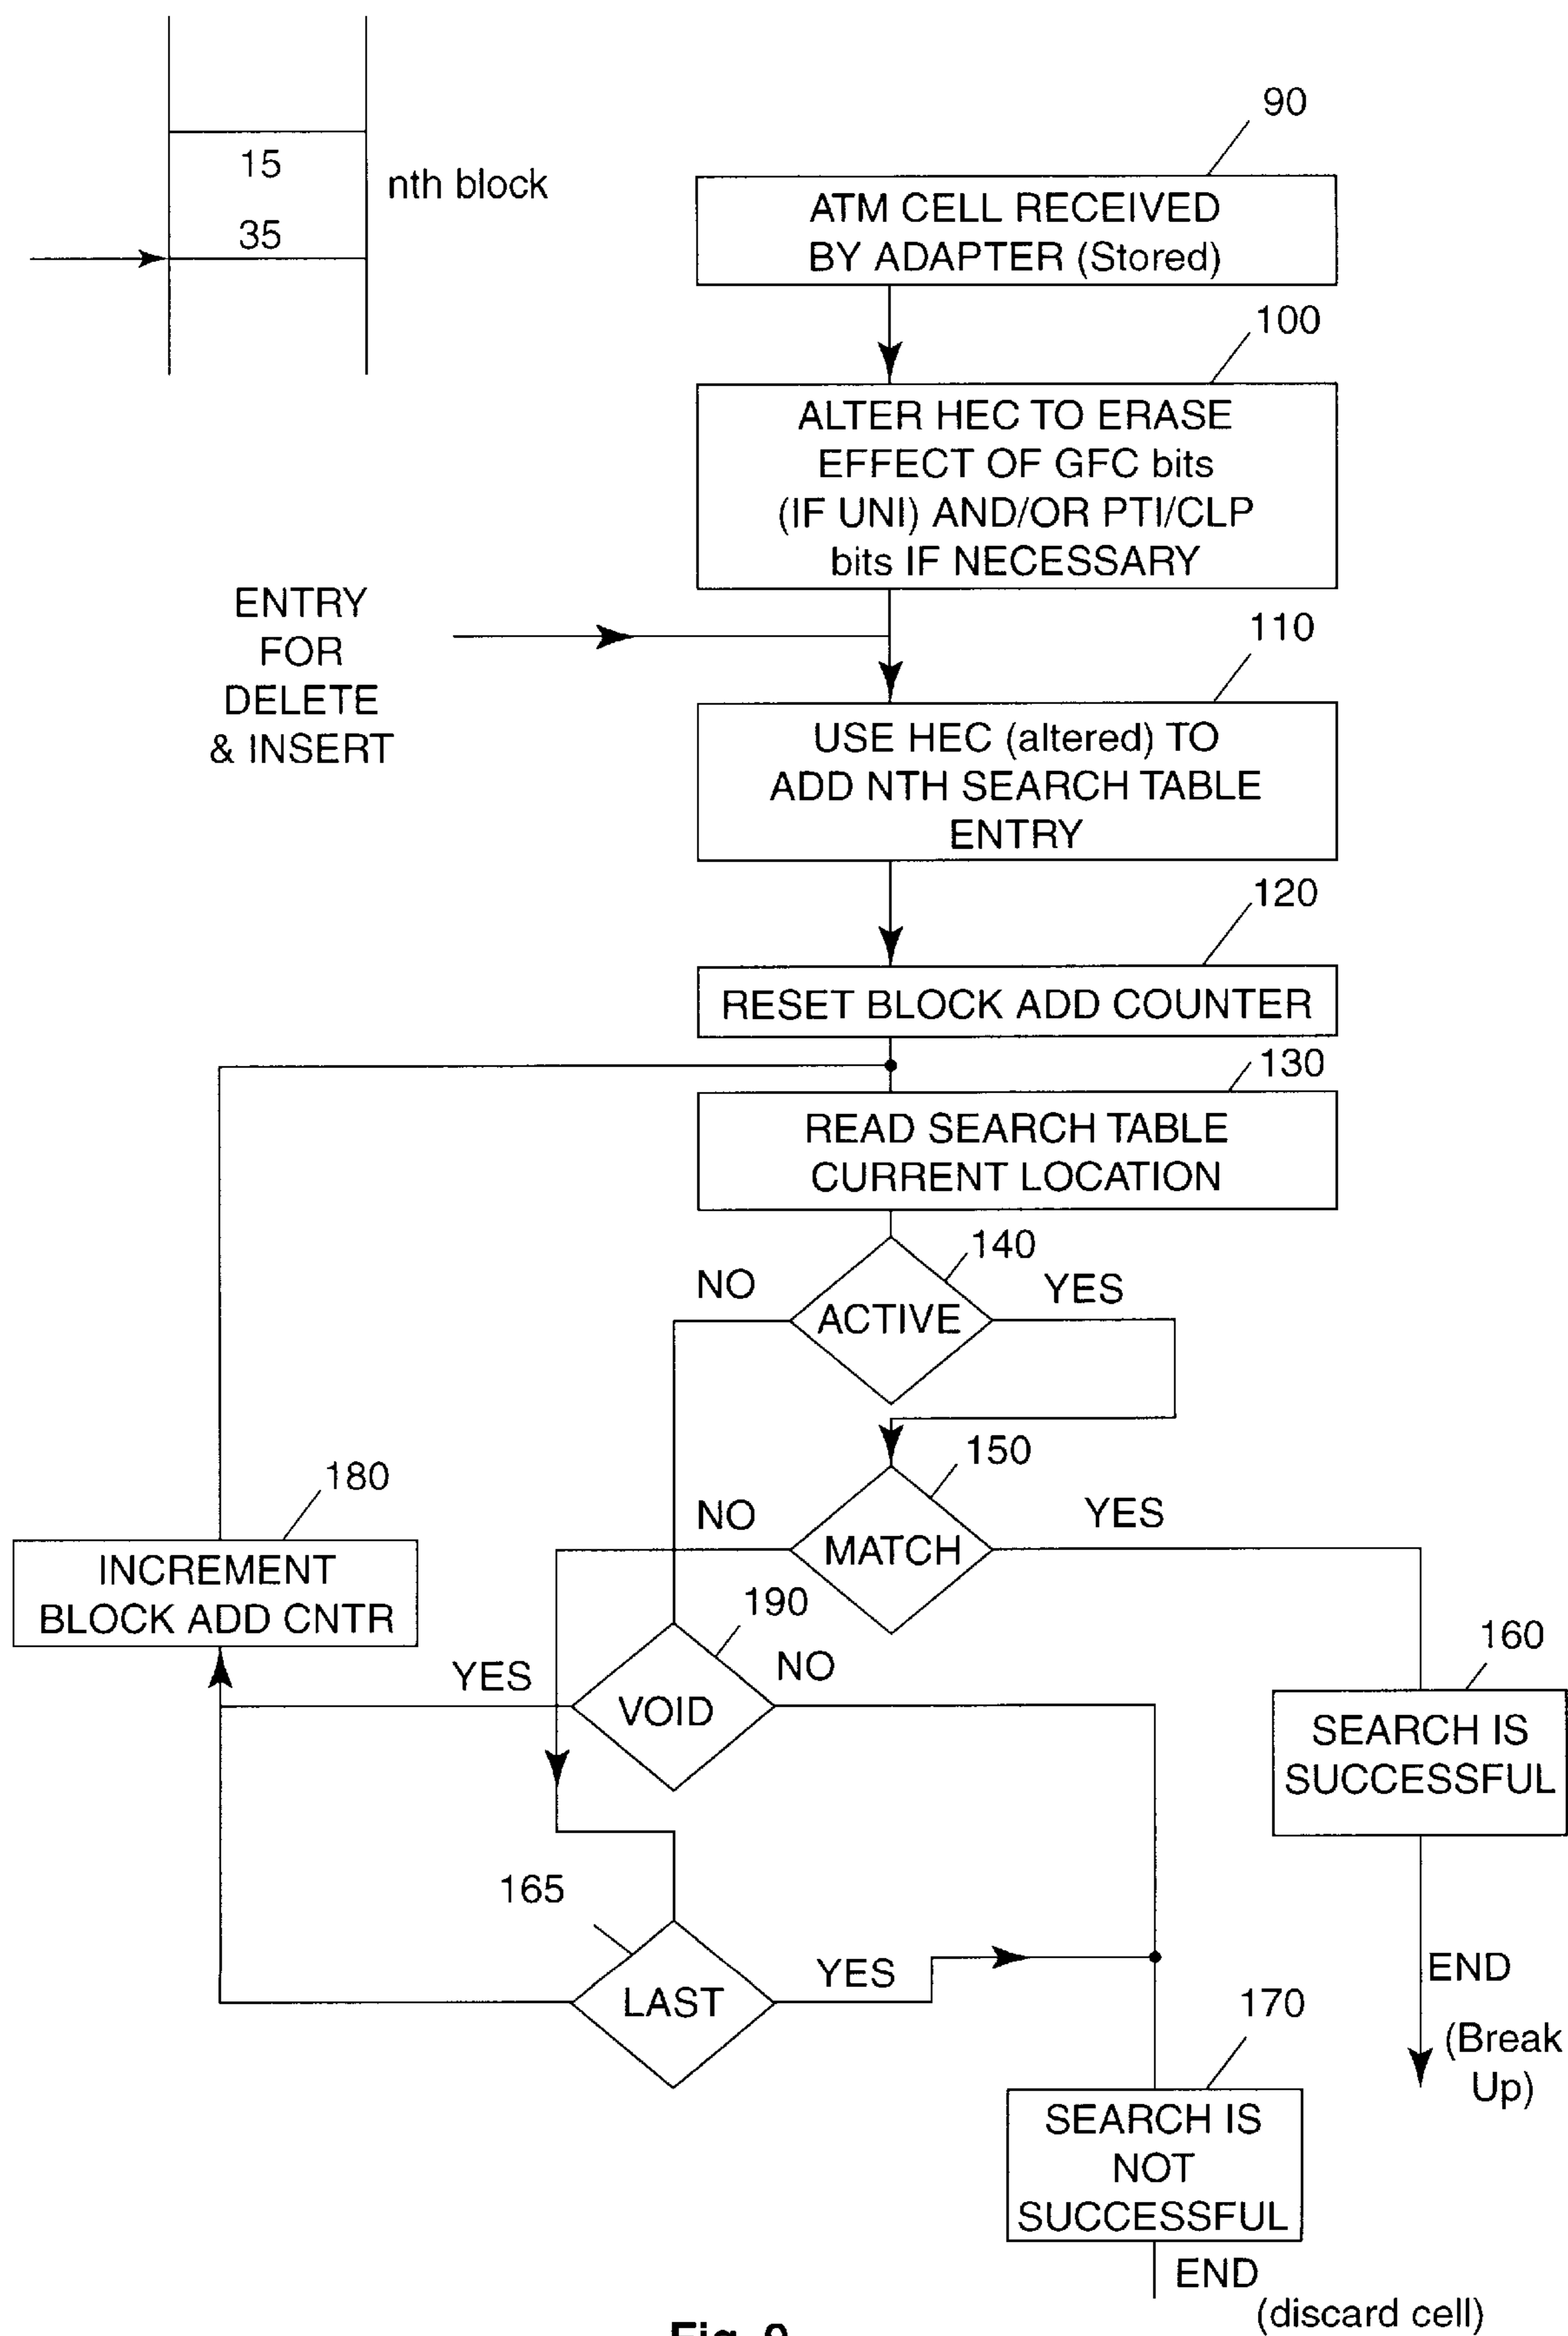 15
nth block
35
90
ATM CELL RECEIVED
BY ADAPTER (Stored)
100
ALTER HEC TO ERASE
EFFECT OF GFC bits
(IF UNI) AND/OR PTI/CLP
bits IF NECESSARY
ENTRY
FOR
DELETE
& INSERT
110
USE HEC (altered) TO
ADD NTH SEARCH TABLE
ENTRY
120
RESET BLOCK ADD COUNTER
130
READ SEARCH TABLE
CURRENT LOCATION
140
NO
YES
ACTIVE
150
NO
YES
MATCH
180
INCREMENT
BLOCK ADD CNTR
190
YES
NO
VOID
160
SEARCH IS
SUCCESSFUL
165
YES
LAST
END
(Break
Up)
170
SEARCH IS
NOT
SUCCESSFUL
END
(discard cell)
Fig. 9